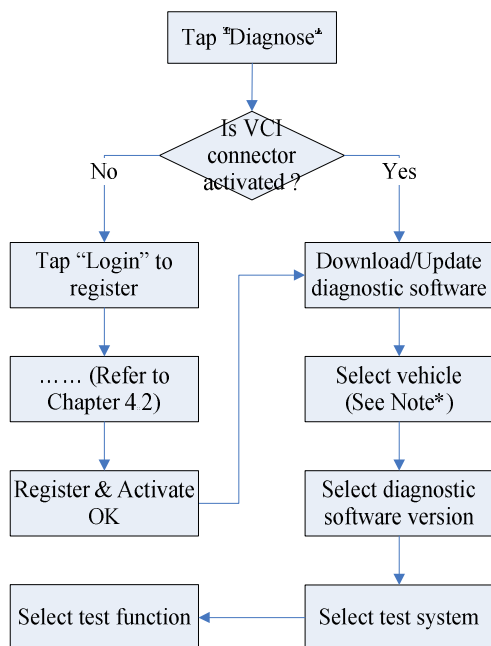 Tap "Diagnose"
Is VCI
connector
activated ?
No
Yes
Tap “Login” to
register
Download/Update
diagnostic software
…… (Refer to
Chapter 4.2)
Select vehicle
(See Note*)
Register & Activate
OK
Select diagnostic
software version
Select test function
Select test system